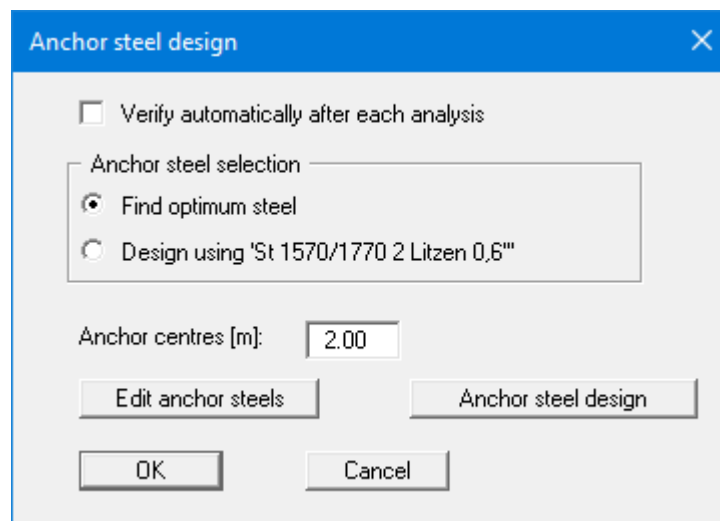 Anchor steel design
Verify automatically after each analysis
Anchor steel selection
Find optimum steel
Design using 'St 1570/1770 2 Litzen 0,6"'
Anchor centres [m]: 2.00
Edit anchor steels Anchor steel design
OK Cancel